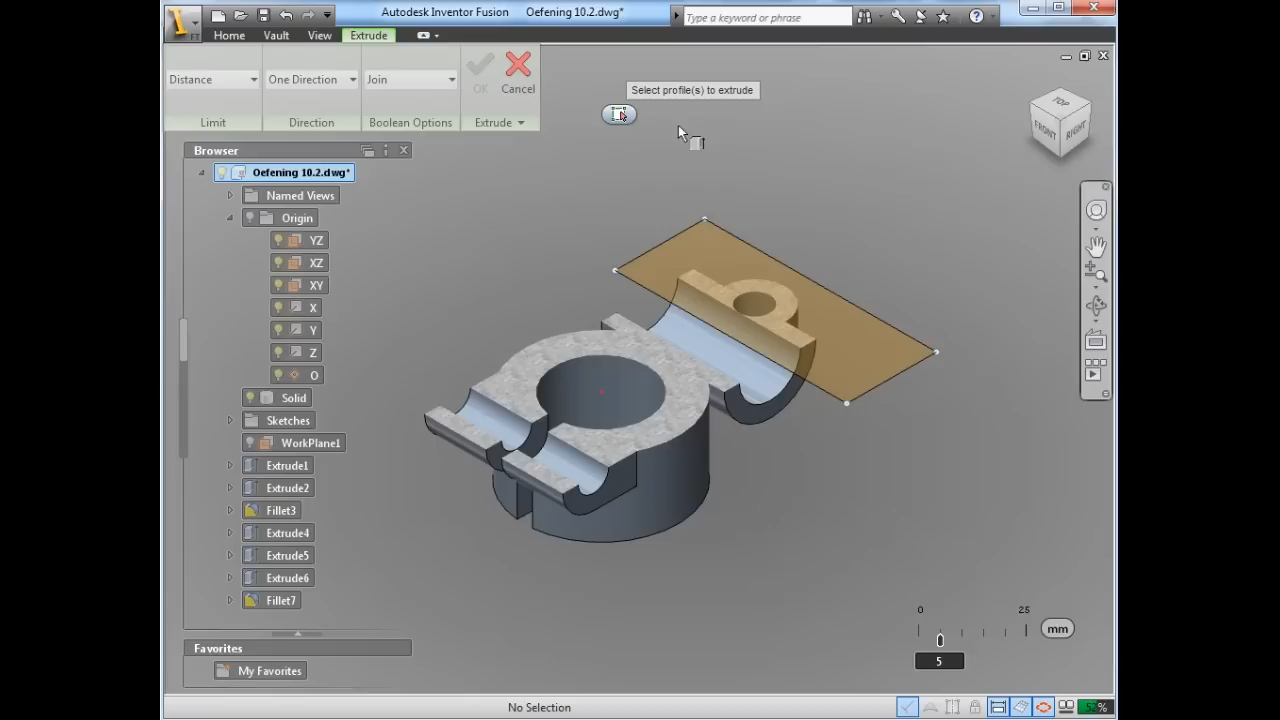 Autodesk Inventor Fusion Oefening 10.2.dwg*
Type a keyword or phrase
Home Vault View Extrude
Distance One Direction Join
OK Cancel
Limit Direction Boolean Options Extrude
Select profile(s) to extrude
TOP
FRONT RIGHT
Browser
Oefening 10.2.dwg*
Named Views
Origin
YZ
XZ
XY
X
Y
Z
O
Solid
Sketches
WorkPlane1
Extrude1
Extrude2
Fillet3
Extrude4
Extrude5
Extrude6
Fillet7
Favorites
My Favorites
0 25
mm
5
No Selection